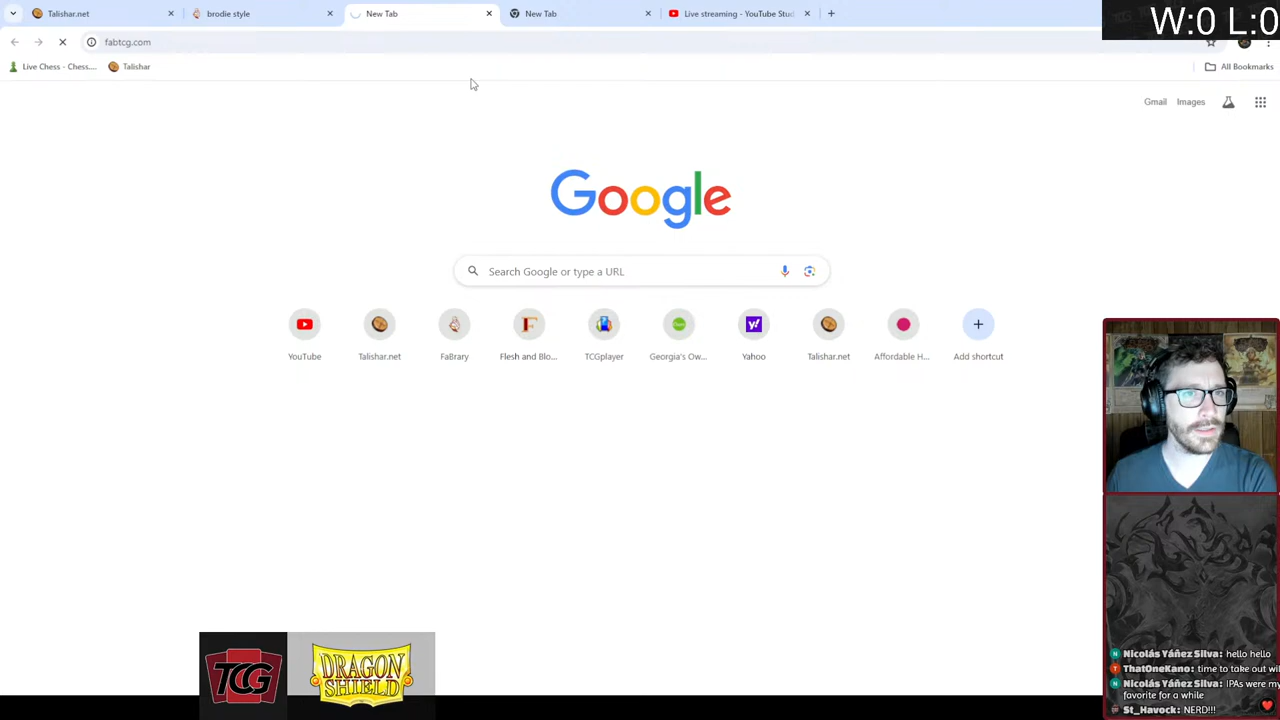 Talishar.net
brodie style
New Tab
New Tab
Live streaming - YouTube Stud
W:0 L:0
fabtcg.com
Live Chess - Chess....
Talishar
All Bookmarks
Gmail
Images
Google
Search Google or type a URL
YouTube
Talishar.net
FaBrary
Flesh and Blo...
TCGplayer
Georgia's Ow...
Yahoo
Talishar.net
Affordable H...
Add shortcut
TCG
DRAGON
SHIELD
Nicolás Yáñez Silva: hello hello
ThatOneKano: time to take out wi
Nicolás Yáñez Silva: IPAs were my
favorite for a while
St_Havock: NERD!!!